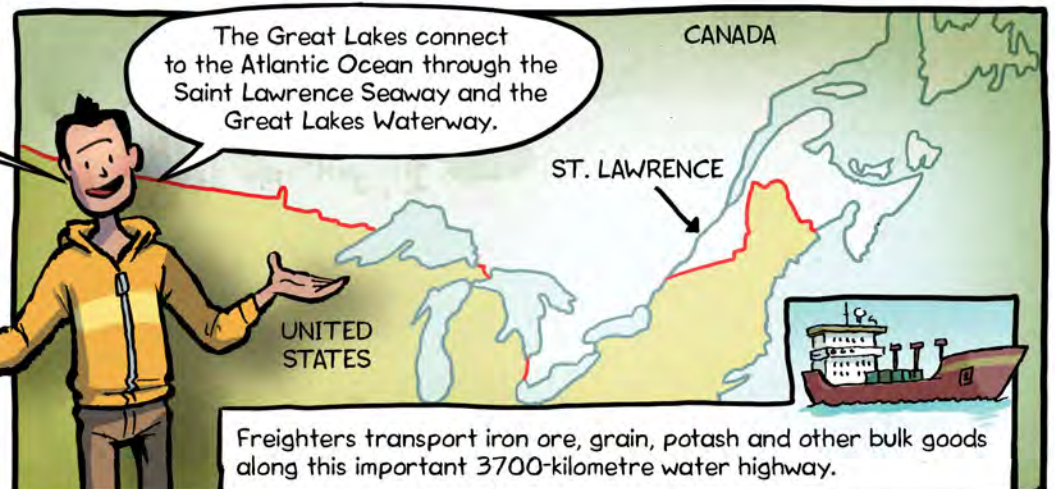 The Great Lakes connect
to the Atlantic Ocean through the
Saint Lawrence Seaway and the
Great Lakes Waterway.
CANADA
ST. LAWRENCE
UNITED
STATES
Freighters transport iron ore, grain, potash and other bulk goods
along this important 3700-kilometre water highway.